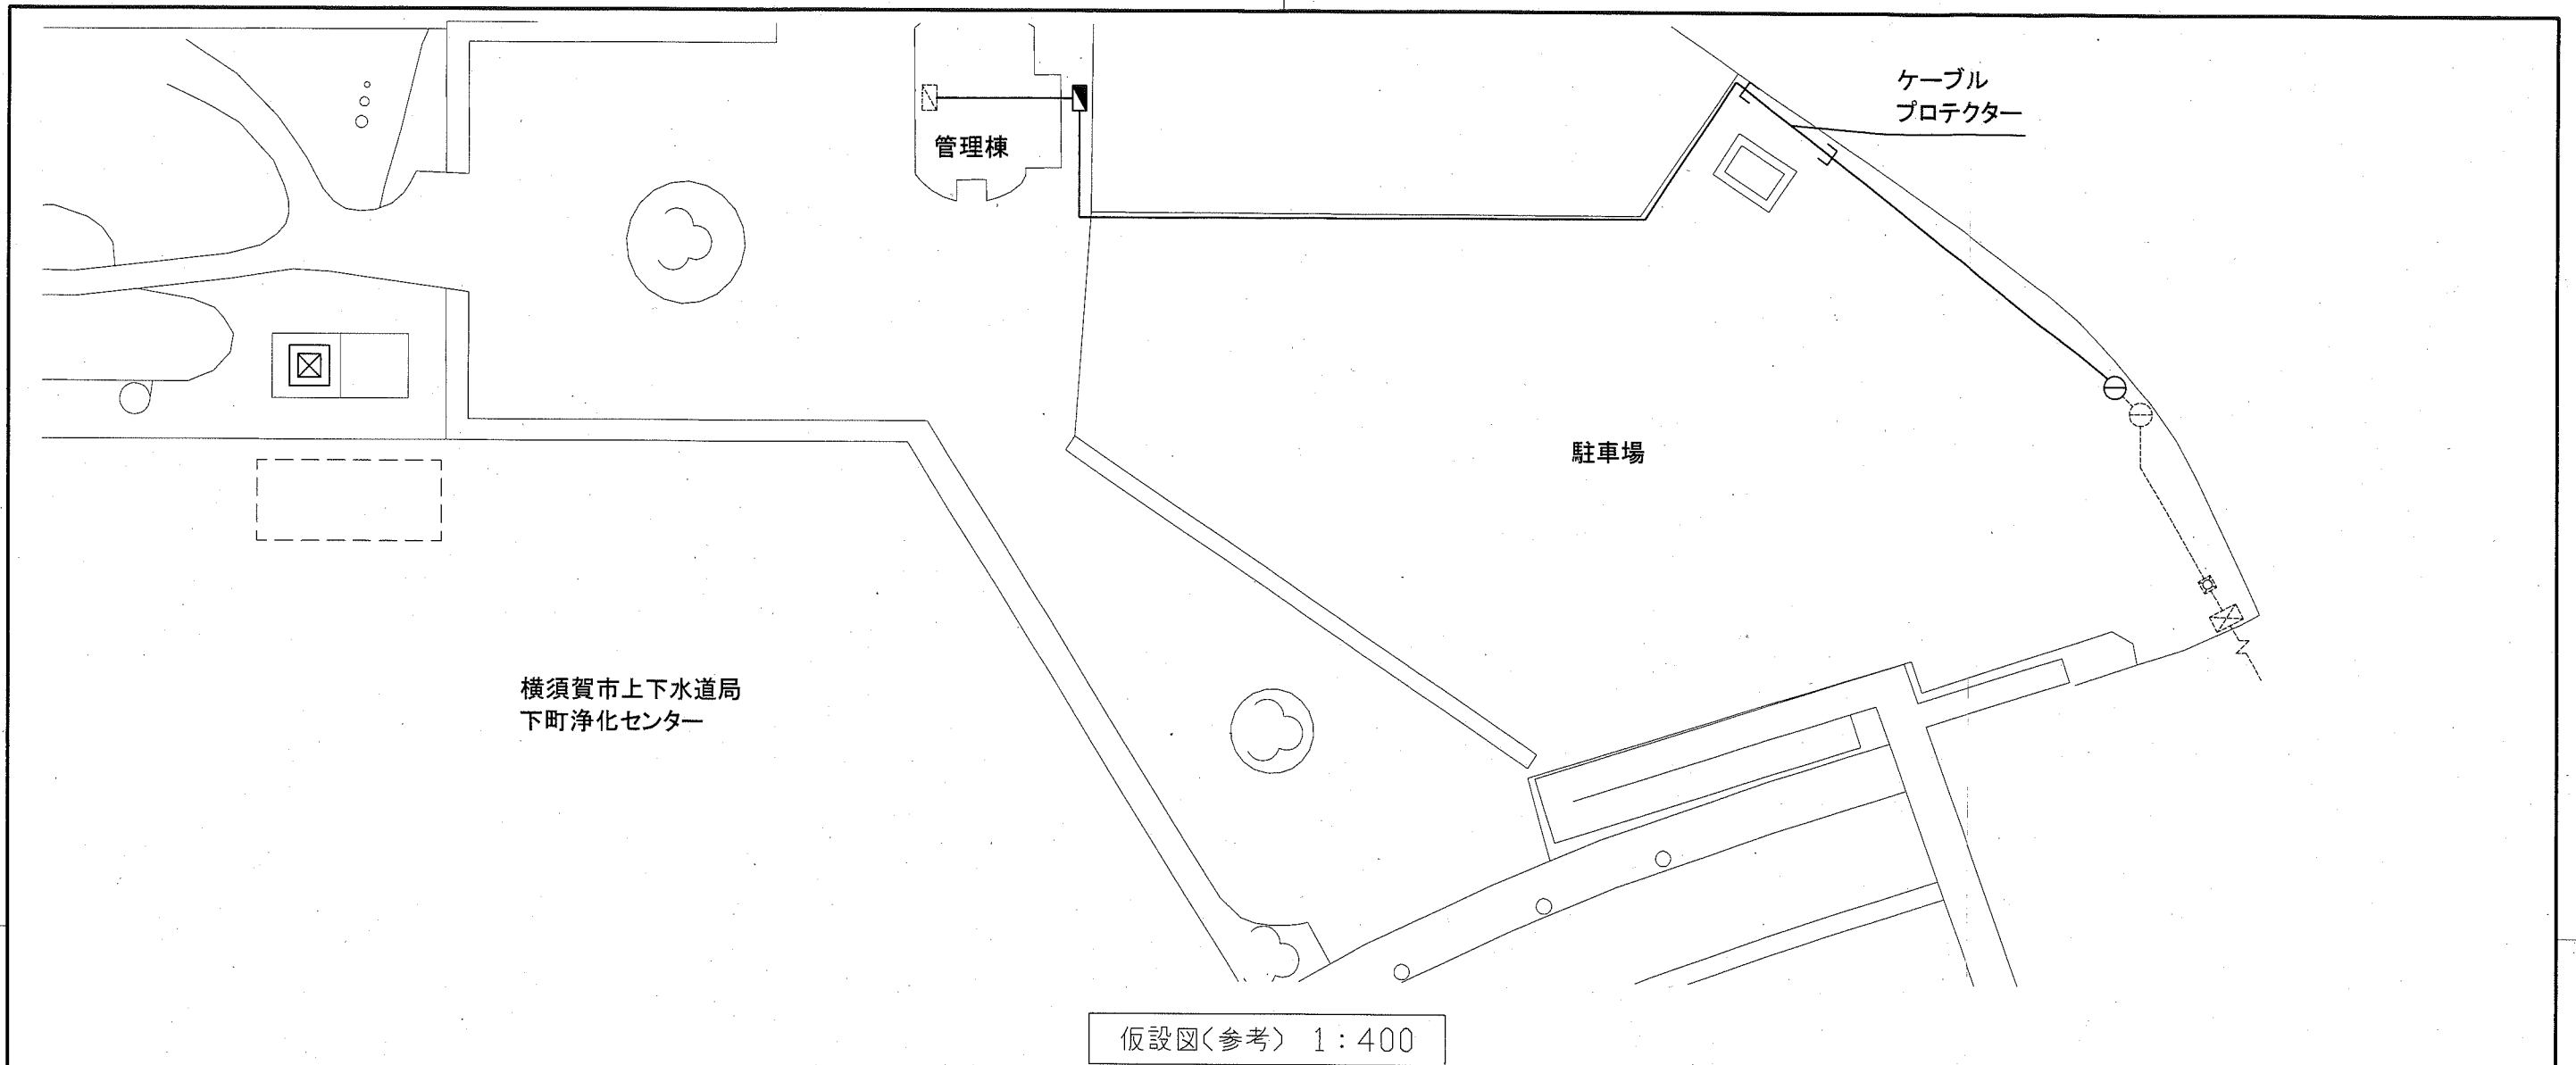 ケーブル
プロテクター
管理棟
駐車場
横須賀市上下水道局
下町浄化センター
仮設図(参考) 1:400